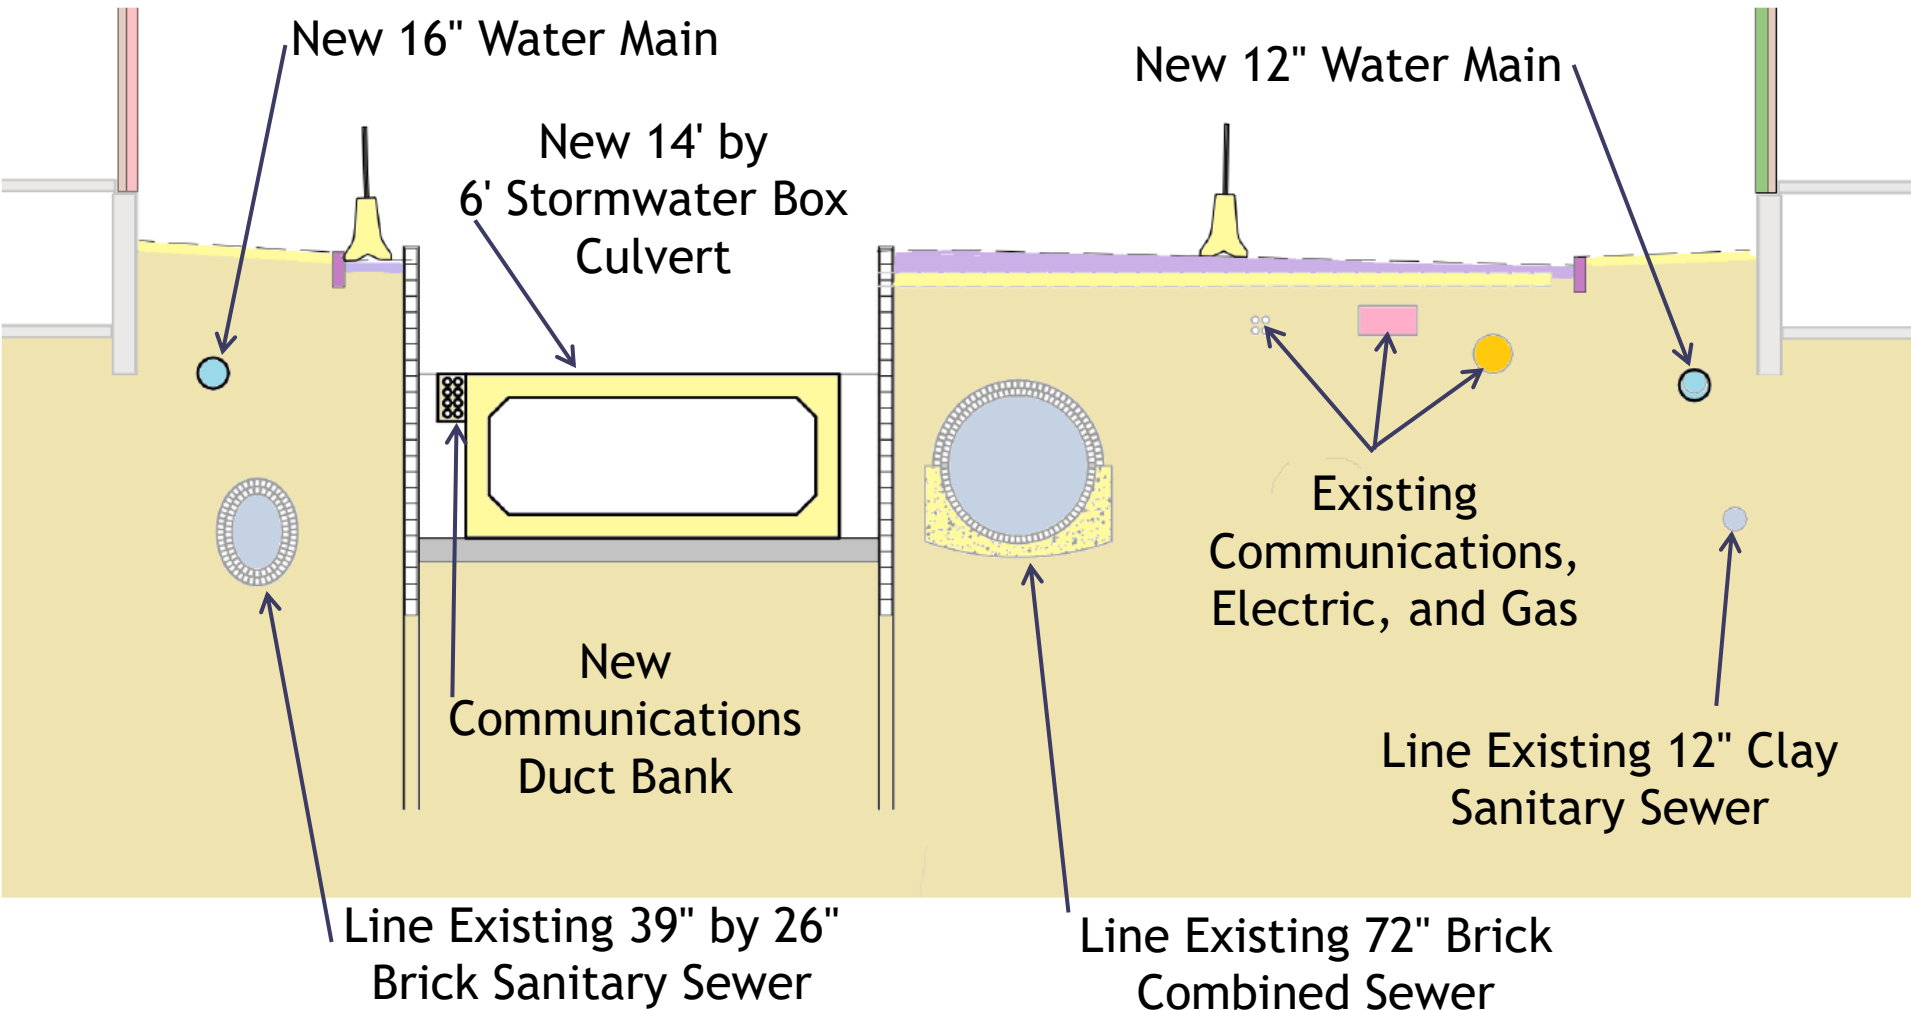 New 16" Water Main
New 12" Water Main
New 14' by
6' Stormwater Box
Culvert
Existing
Communications,
Electric, and Gas
New
Communications
Duct Bank
Line Existing 12" Clay
Sanitary Sewer
Line Existing 39" by 26"
Brick Sanitary Sewer
Line Existing 72" Brick
Combined Sewer